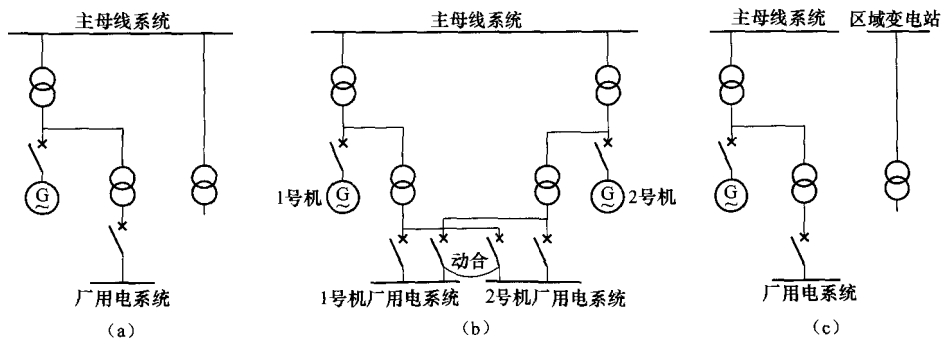 主母线系统
G
~
厂用电系统
(a)
主母线系统
1号机
G
~
G
~
2号机
动合
1号机厂用电系统
2号机厂用电系统
(b)
主母线系统
区域变电站
G
~
厂用电系统
(c)